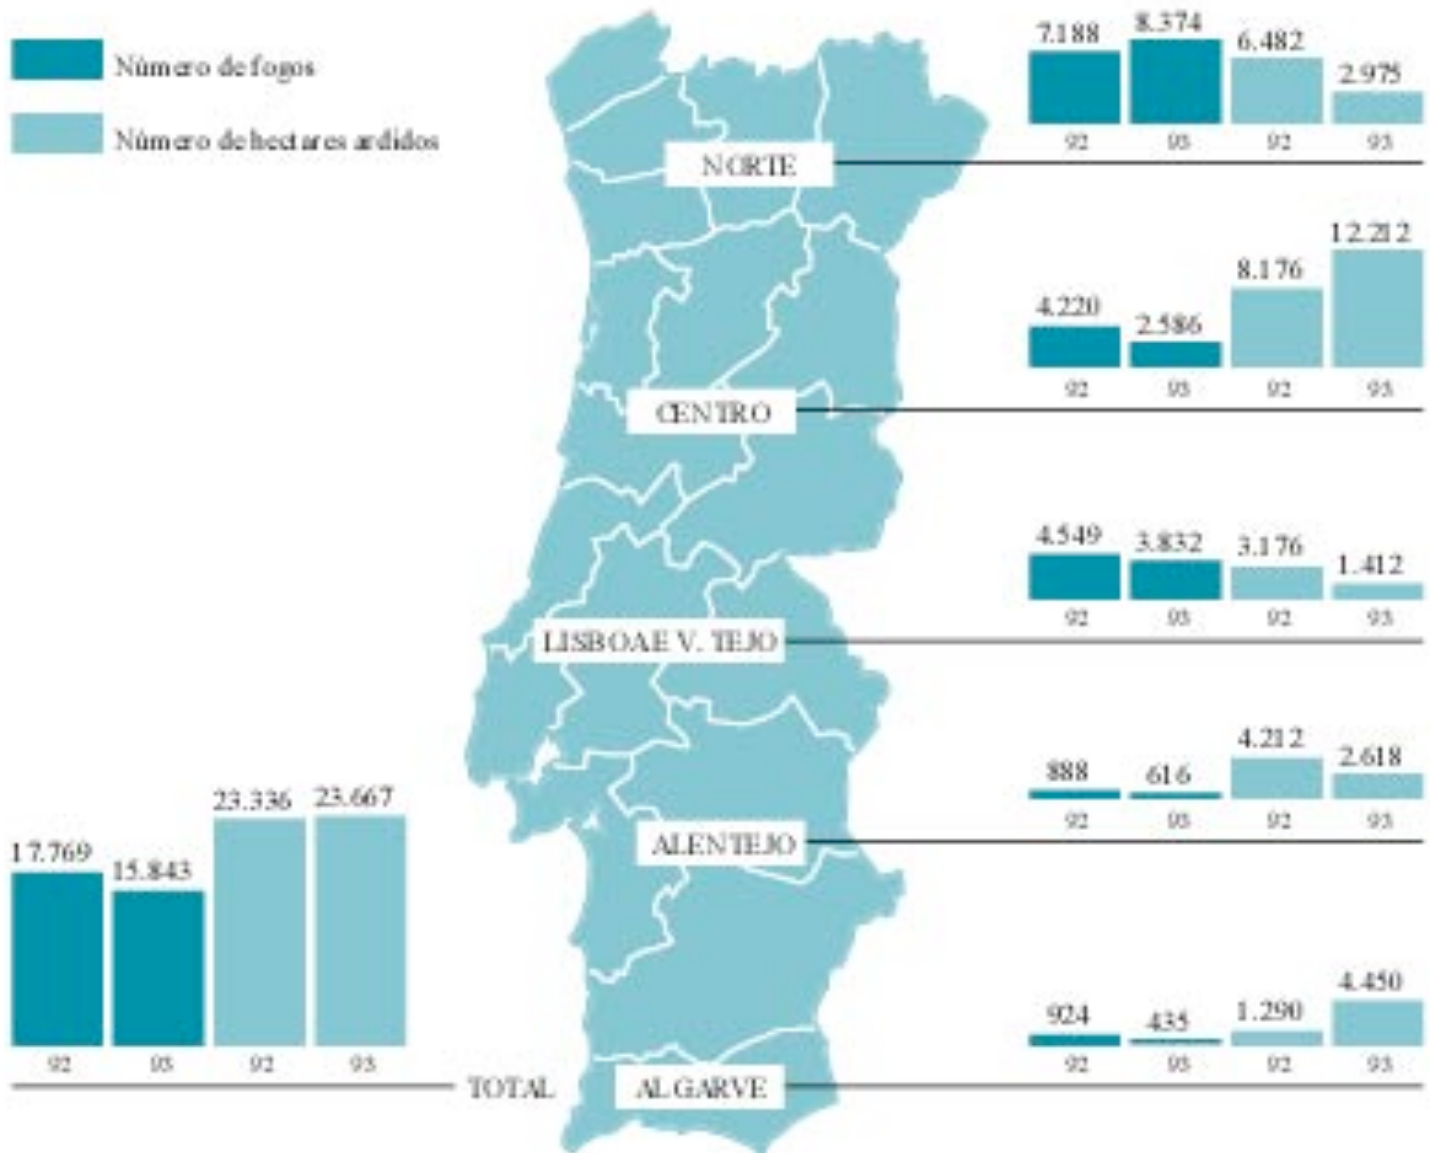 Número de fogos
Número de hectares ardidos
7.188 8.374 6.482 2.975
92 93 92 93
NORTE
4.220 2.586 8.176 12.212
92 93 92 93
CENTRO
4.549 3.832 3.176 1.412
92 93 92 93
LISBOA E V. TEJO
888 616 4.212 2.618
92 93 92 93
ALENTEJO
17.769 15.843 23.336 23.667
92 93 92 93
TOTAL
924 435 1.290 4.450
92 93 92 93
ALGARVE